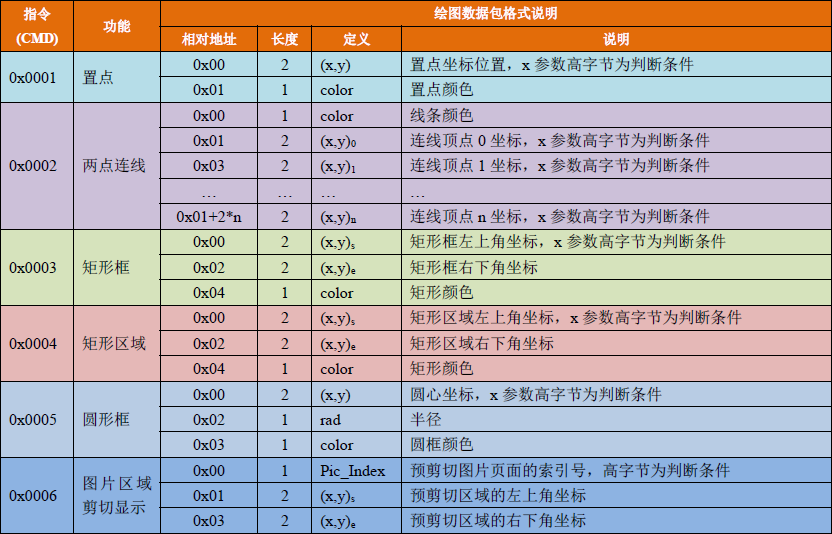 指令
(CMD)
功能
绘图数据包格式说明
相对地址 长度 定义 说明
0x0001 置点 0x00 2 (x,y) 置点坐标位置，x 参数高字节为判断条件
0x01 1 color 置点颜色
0x0002 两点连线 0x00 1 color 线条颜色
0x01 2 (x,y)0 连线顶点 0 坐标，x 参数高字节为判断条件
0x03 2 (x,y)1 连线顶点 1 坐标，x 参数高字节为判断条件
… … … …
0x01+2*n 2 (x,y)n 连线顶点 n 坐标，x 参数高字节为判断条件
0x0003 矩形框 0x00 2 (x,y)s 矩形框左上角坐标，x 参数高字节为判断条件
0x02 2 (x,y)e 矩形框右下角坐标
0x04 1 color 矩形颜色
0x0004 矩形区域 0x00 2 (x,y)s 矩形区域左上角坐标，x 参数高字节为判断条件
0x02 2 (x,y)e 矩形区域右下角坐标
0x04 1 color 矩形颜色
0x0005 圆形框 0x00 2 (x,y) 圆心坐标，x 参数高字节为判断条件
0x02 1 rad 半径
0x03 1 color 圆框颜色
0x0006 图片区域
剪切显示
0x00 1 Pic_Index 预剪切图片页面的索引号，高字节为判断条件
0x01 2 (x,y)s 预剪切区域的左上角坐标
0x03 2 (x,y)e 预剪切区域的右下角坐标